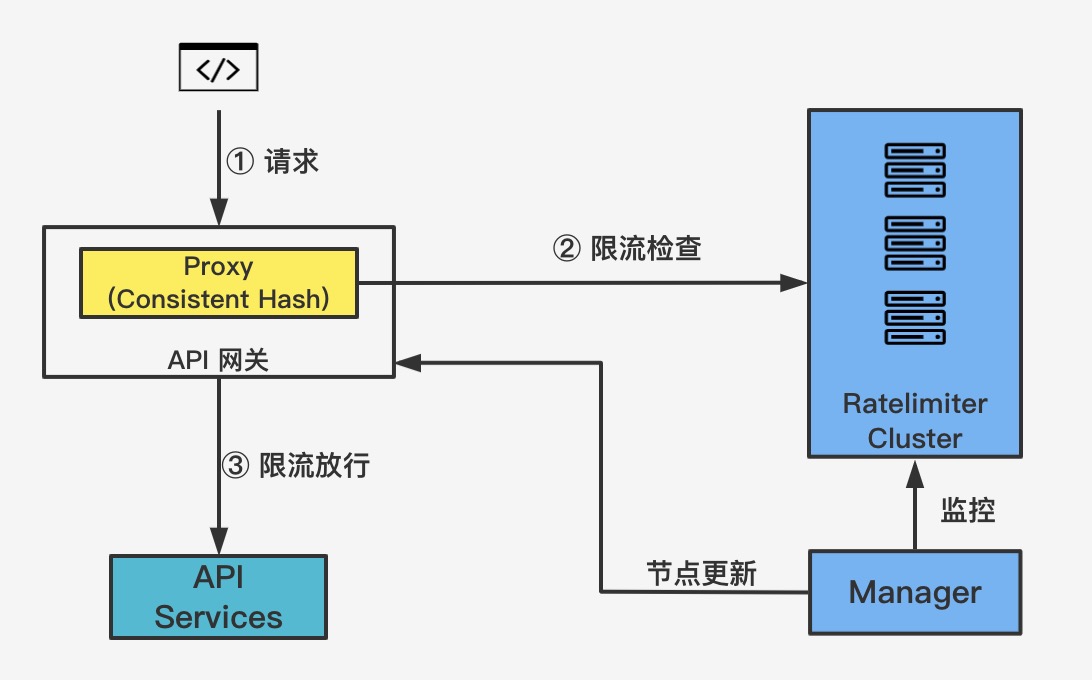 </>
① 请求
Proxy
(Consistent Hash)
API 网关
② 限流检查
Ratelimiter
Cluster
③ 限流放行
监控
API
Services
节点更新
Manager